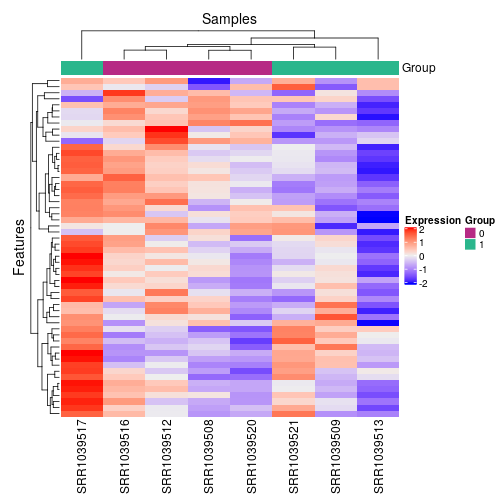 Samples
Group
Features
Expression
2
1
0
-1
-2
Group
0
1
SRR1039517
SRR1039516
SRR1039512
SRR1039508
SRR1039520
SRR1039521
SRR1039509
SRR1039513